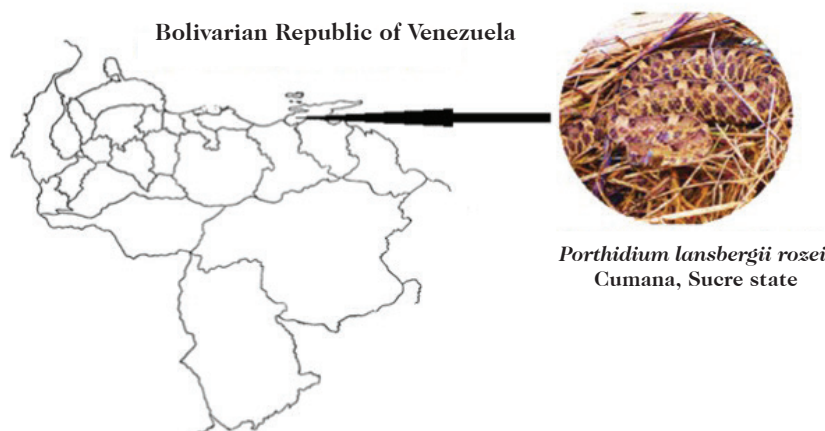 Bolivarian Republic of Venezuela
Porthidium lansbergii rozei
Cumana, Sucre state